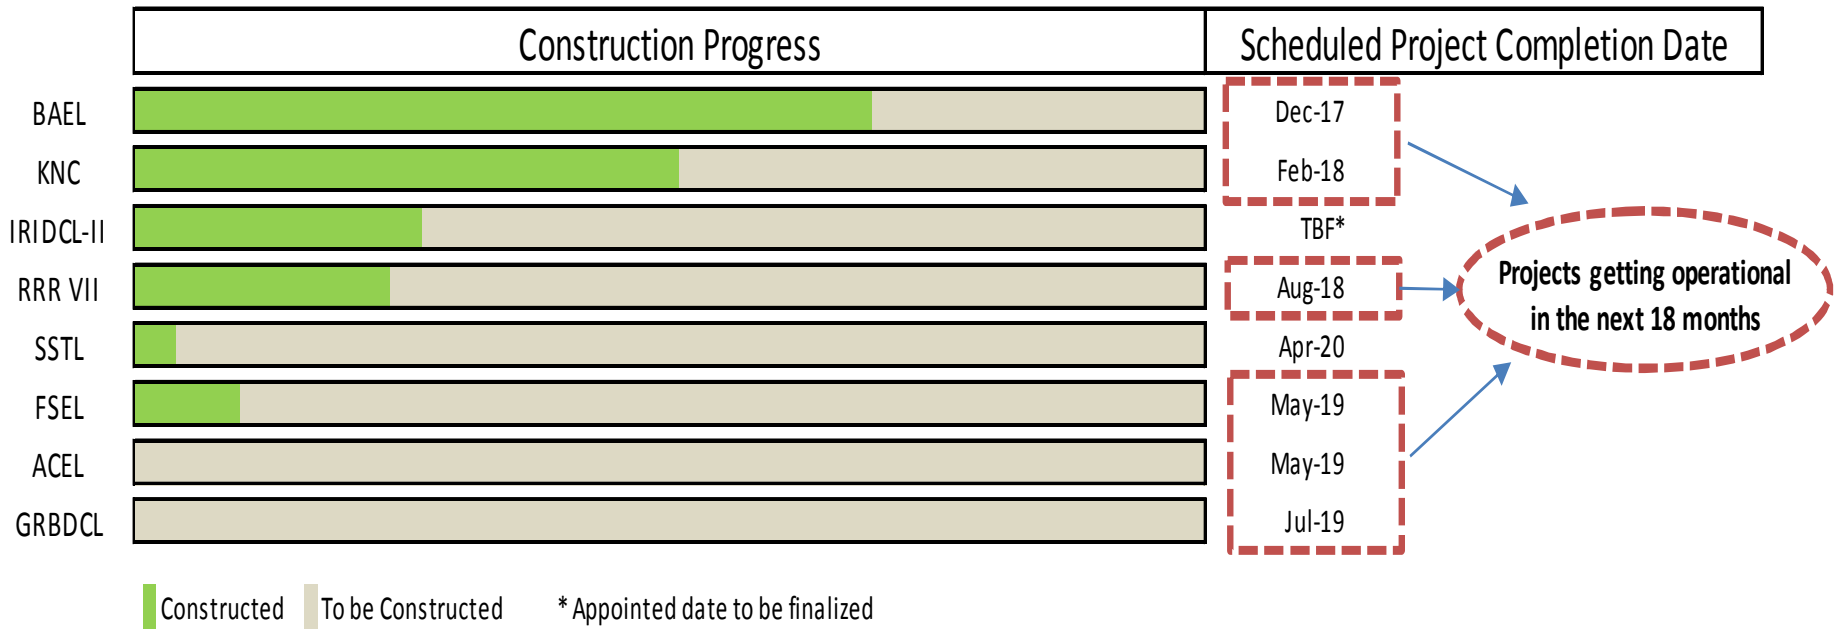 Construction Progress Scheduled Project Completion Date
BAEL Dec-17
KNC Feb-18
IRIDCL-II TBF*
RRR VII Aug-18
SSTL Apr-20
FSEL May-19
ACEL May-19
GRBDCL Jul-19
Projects getting operational
in the next 18 months
Constructed To be Constructed * Appointed date to be finalized